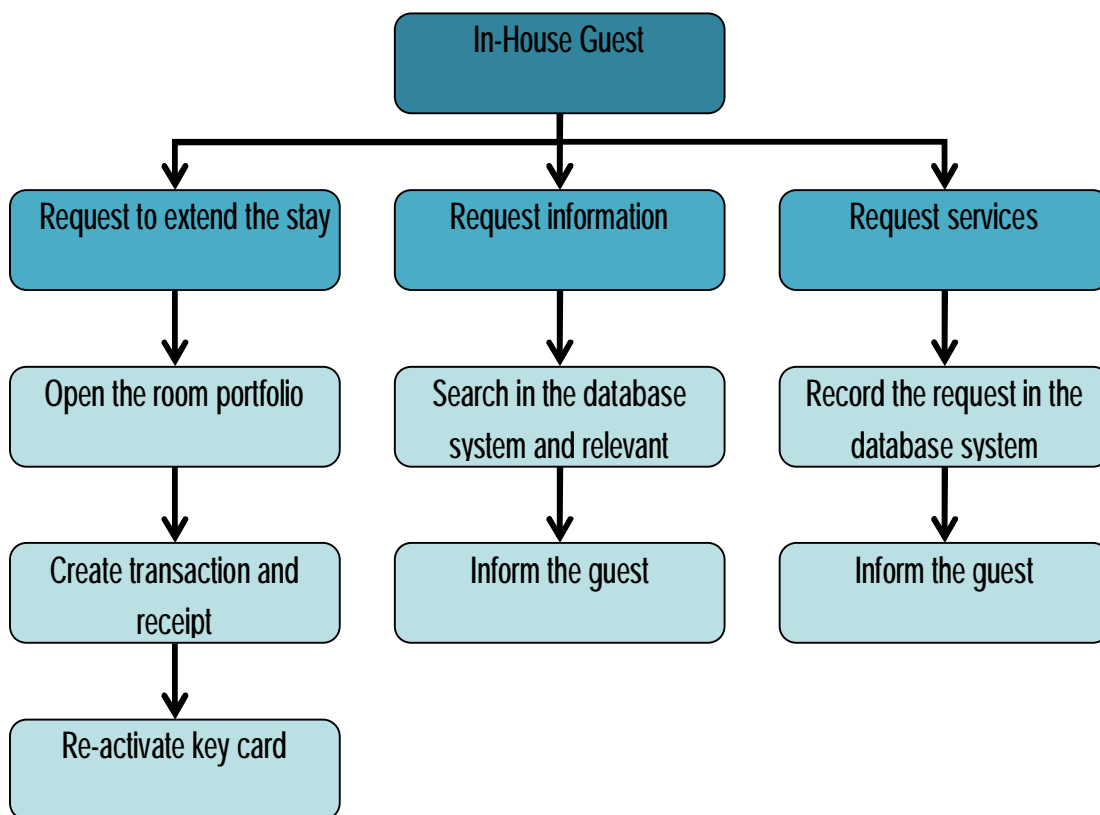 In-House Guest
Request to extend the stay
Request information
Request services
Open the room portfolio
Search in the database
system and relevant
Record the request in the
database system
Create transaction and
receipt
Inform the guest
Inform the guest
Re-activate key card